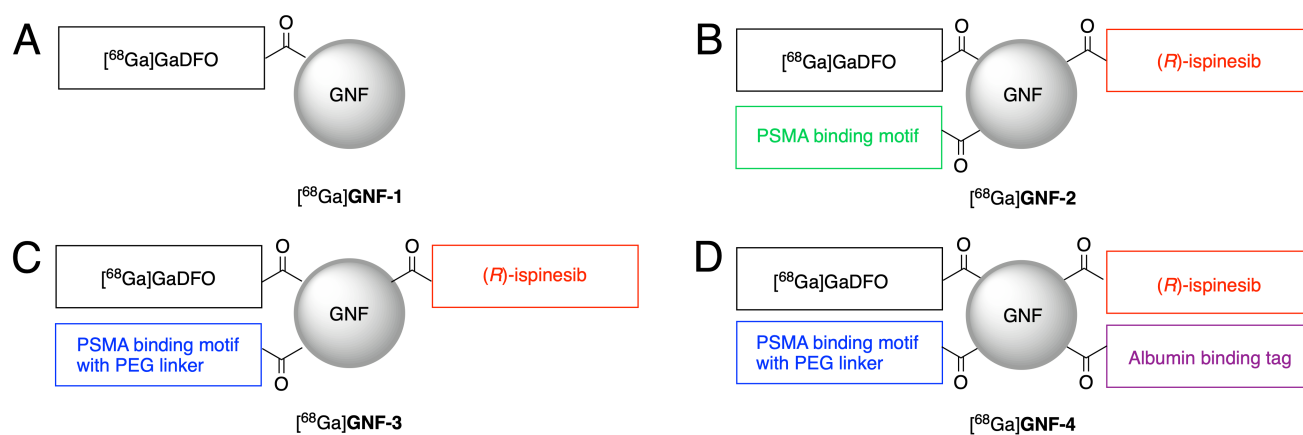 A
O
[⁶⁸Ga]GaDFO
GNF
[⁶⁸Ga]GNF-1
B
O
O
[⁶⁸Ga]GaDFO
GNF
(R)-ispinesib
PSMA binding motif
O
[⁶⁸Ga]GNF-2
C
O
O
[⁶⁸Ga]GaDFO
GNF
(R)-ispinesib
PSMA binding motif
with PEG linker
O
[⁶⁸Ga]GNF-3
D
O
O
[⁶⁸Ga]GaDFO
GNF
(R)-ispinesib
PSMA binding motif
with PEG linker
Albumin binding tag
O
O
[⁶⁸Ga]GNF-4